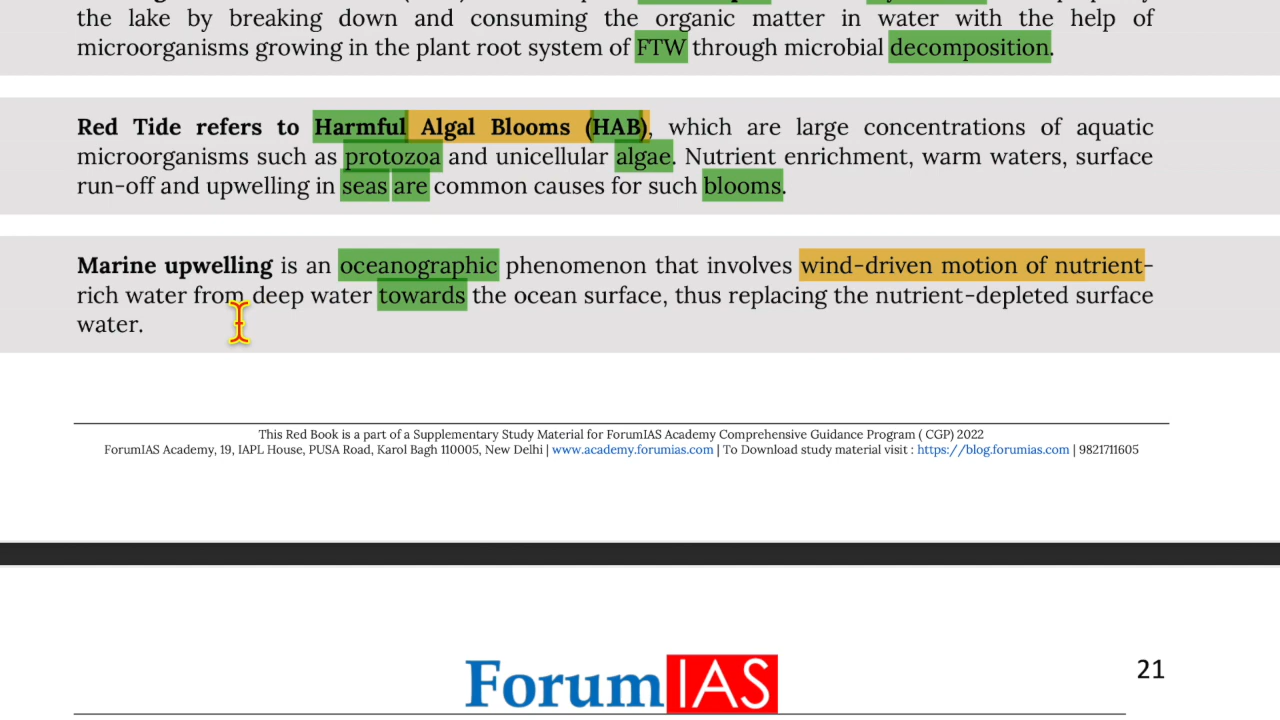 the lake by breaking down and consuming the organic matter in water with the help of
microorganisms growing in the plant root system of FTW through microbial decomposition.
Red Tide refers to Harmful Algal Blooms (HAB), which are large concentrations of aquatic
microorganisms such as protozoa and unicellular algae. Nutrient enrichment, warm waters, surface
run-off and upwelling in seas are common causes for such blooms.
Marine upwelling is an oceanographic phenomenon that involves wind-driven motion of nutrient-
rich water from deep water towards the ocean surface, thus replacing the nutrient-depleted surface
water.
This Red Book is a part of a Supplementary Study Material for ForumIAS Academy Comprehensive Guidance Program ( CGP) 2022
ForumIAS Academy, 19, IAPL House, PUSA Road, Karol Bagh 110005, New Delhi | www.academy.forumias.com | To Download study material visit : https://blog.forumias.com | 9821711605
ForumIAS
21